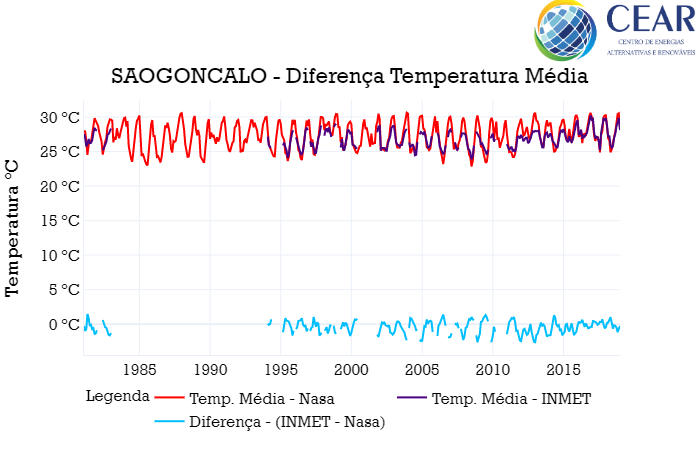 CEAR
CENTRO DE ENERGIAS
ALTERNATIVAS E RENOVÁVEIS
SAOGONCALO - Diferença Temperatura Média
Temperatura °C
30 °C
25 °C
20 °C
15 °C
10 °C
5 °C
0 °C
1985 1990 1995 2000 2005 2010 2015
Legenda
Temp. Média - Nasa
Temp. Média - INMET
Diferença - (INMET - Nasa)